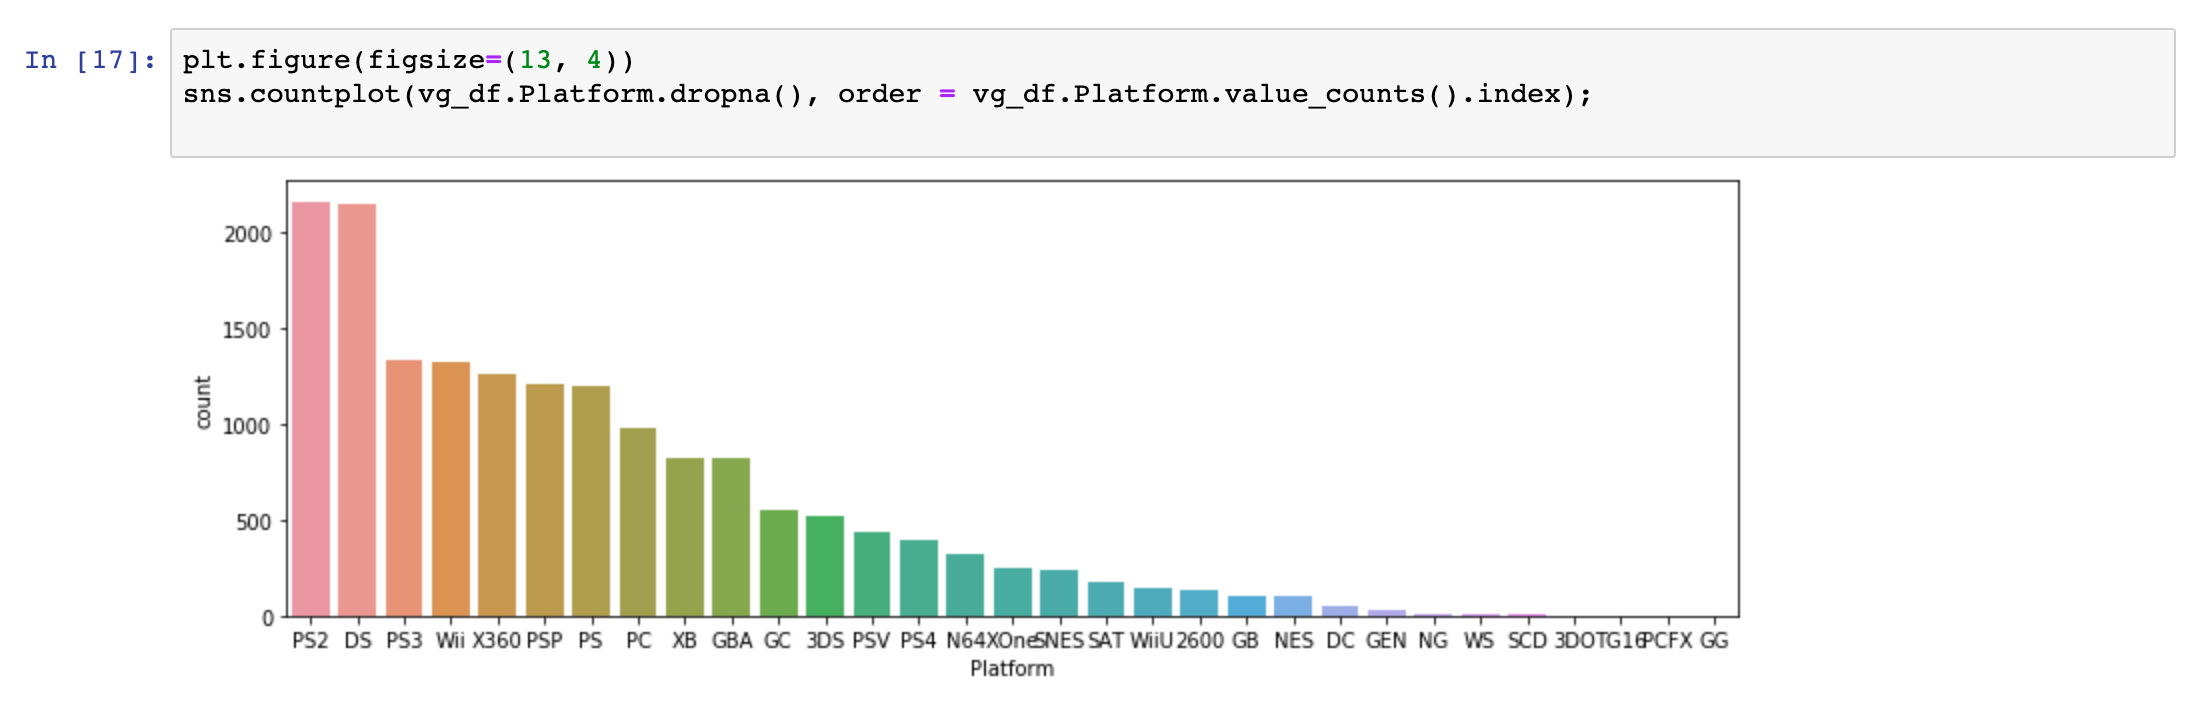 In [17]: plt.figure(figsize=(13, 4))
sns.countplot(vg_df.Platform.dropna(), order = vg_df.Platform.value_counts().index);
2000
1500
1000
500
0
count
PS2 DS PS3 Wii X360 PSP PS PC XB GBA GC 3DS PSV PS4 N64 XOne SNES SAT WiiU 2600 GB NES DC GEN NG WS SCD 3DO TG16 PCFX GG
Platform